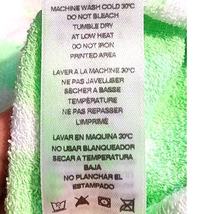 MACHINE WASH COLD 30°C
DO NOT BLEACH
TUMBLE DRY
AT LOW HEAT
DO NOT IRON
PRINTED AREA
LAVER A LA MACHINE 30°C
NE PAS JAVELLISER
SÉCHER A BASSE
TEMPÉRATURE
NE PAS REPASSER
L'IMPRIMÉ
LAVAR EN MAQUINA 30°C
NO USAR BLANQUEADOR
SECAR A TEMPERATURA
BAJA
NO PLANCHAR EL
ESTAMPADO